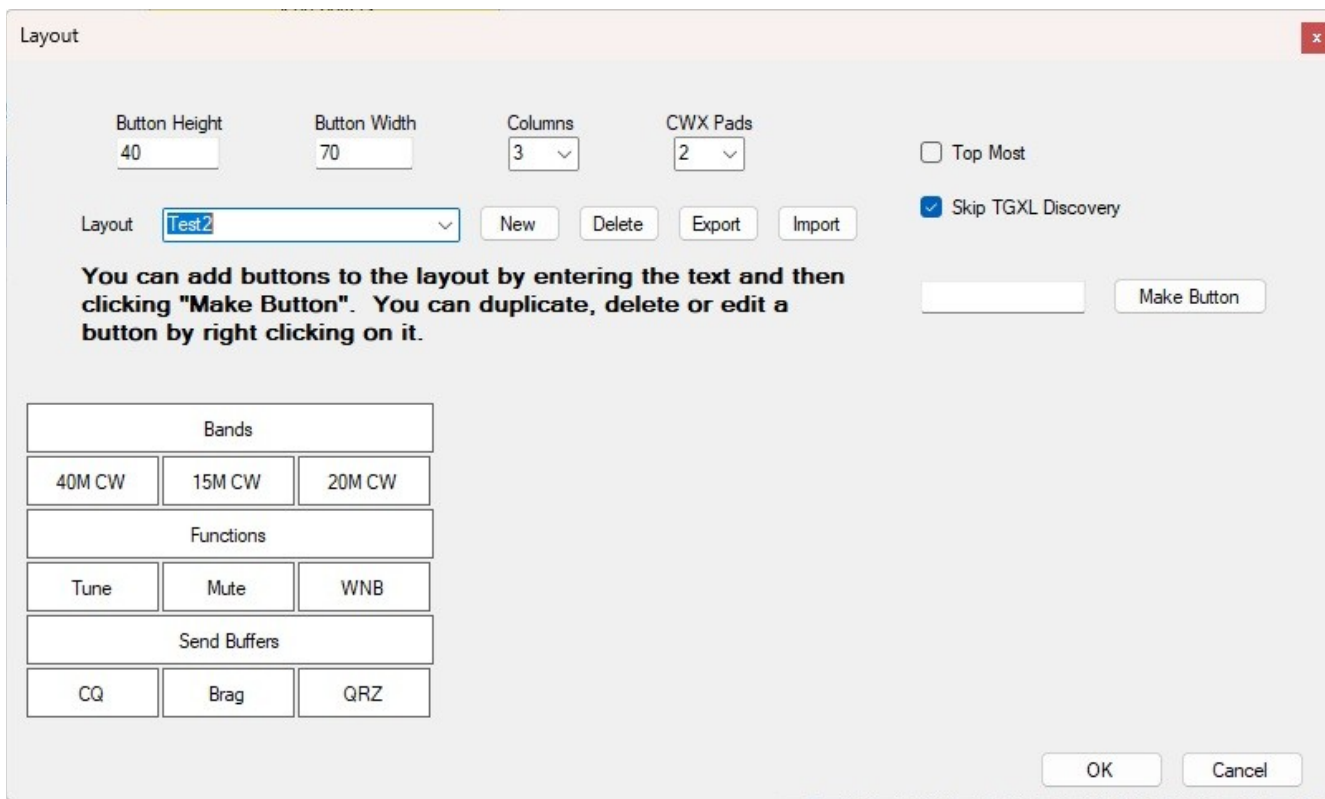 Layout
x
Button Height Button Width Columns CWX Pads
40 70 3 2 Top Most
Skip TGXL Discovery
Layout Test2 New Delete Export Import
You can add buttons to the layout by entering the text and then
clicking "Make Button".  You can duplicate, delete or edit a
button by right clicking on it.
Make Button
Bands
40M CW 15M CW 20M CW
Functions
Tune Mute WNB
Send Buffers
CQ Brag QRZ
OK Cancel